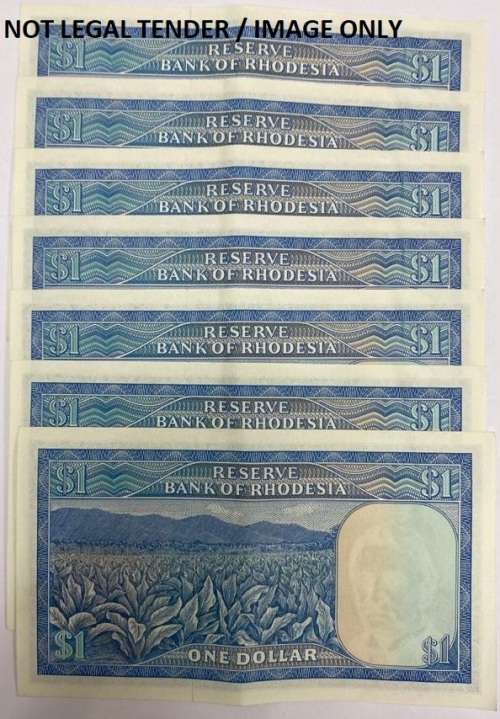 NOT LEGAL TENDER / IMAGE ONLY
RESERVE
$1 BANK OF RHODESIA $1
RESERVE
$1 BANK OF RHODESIA $1
RESERVE
$1 BANK OF RHODESIA $1
RESERVE
$1 BANK OF RHODESIA $1
RESERVE
$1 BANK OF RHODESIA $1
RESERVE
$1 BANK OF RHODESIA $1
RESERVE
$1 BANK OF RHODESIA $1
$1 ONE DOLLAR $1